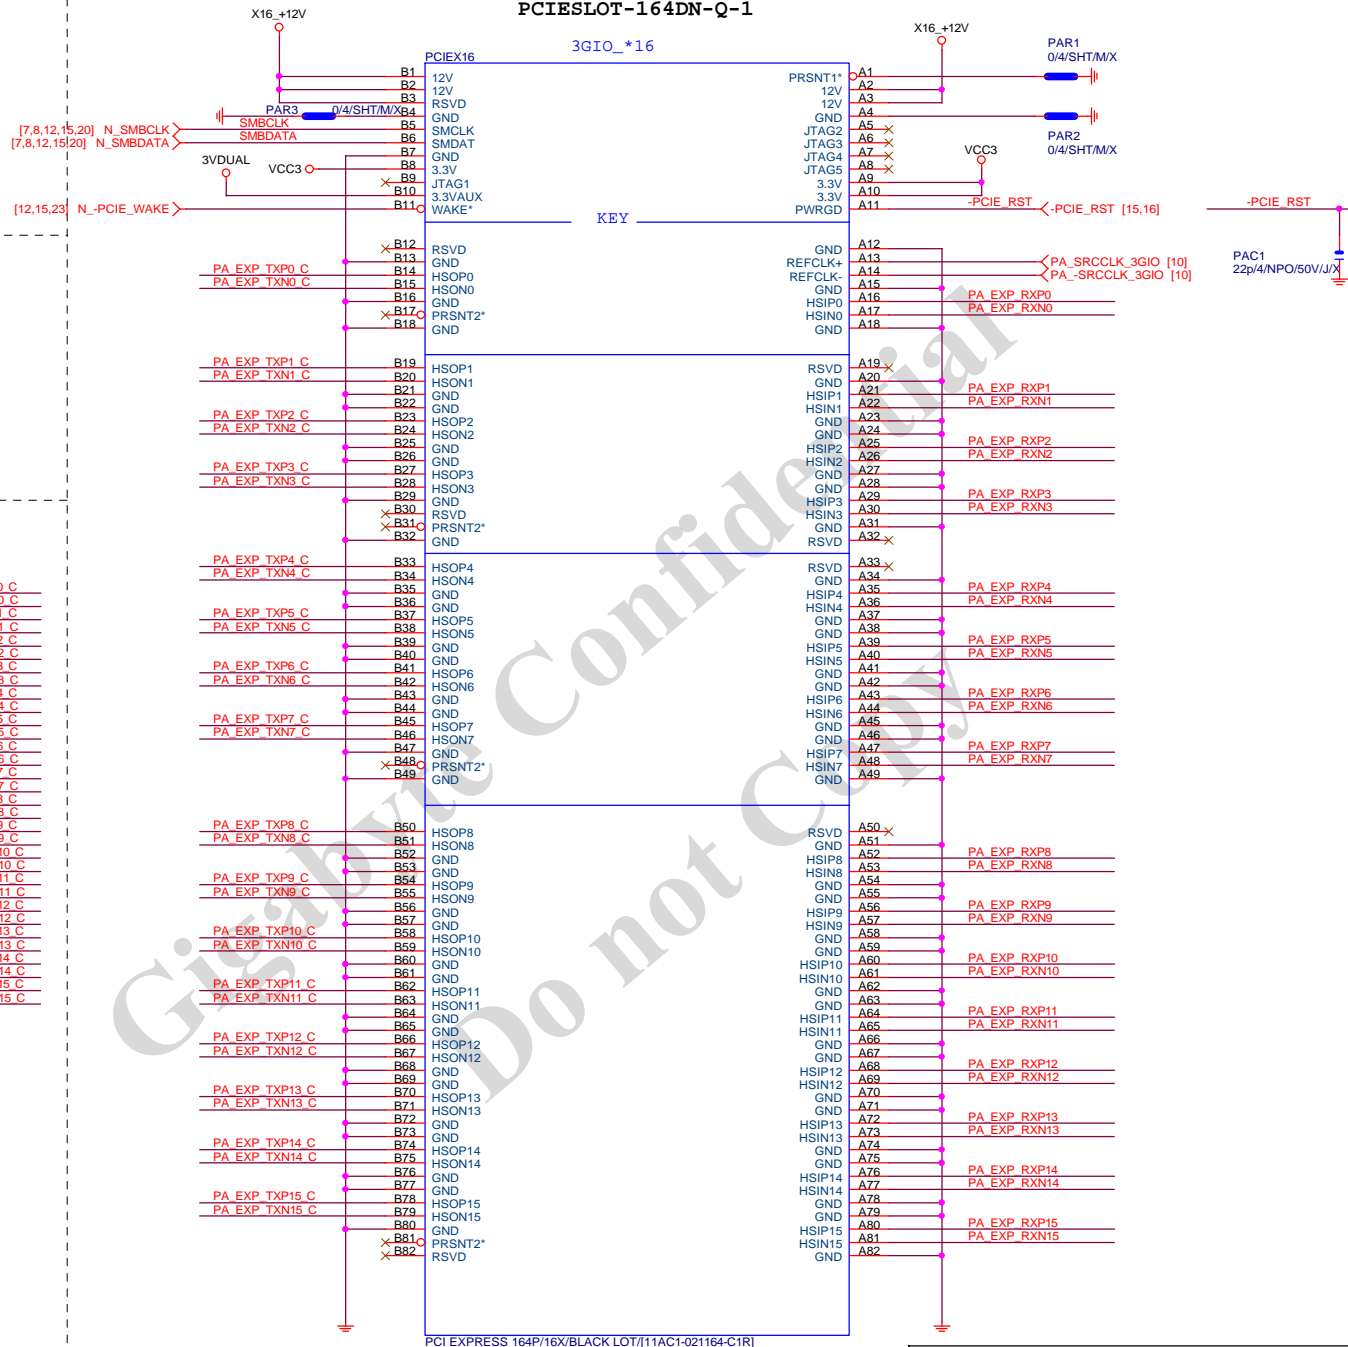 PCIESLOT-164DN-Q-1
X16_+12V
X16_+12V
3GIO_*16
PCIEX16
PAR1
0/4/SHT/M/X
B1 12V
B2 12V
B3 RSVD
B4 GND
B5 SMCLK
B6 SMDAT
B7 GND
B8 3.3V
B9 JTAG1
B10 3.3VAUX
B11 WAKE*
PRSNT1* A1
12V A2
12V A3
GND A4
JTAG2 A5
JTAG3 A6
JTAG4 A7
JTAG5 A8
3.3V A9
3.3V A10
PWRGD A11
PAR3 0/4/SHT/M/X
[7,8,12,15,20] N_SMBCLK
SMBCLK
[7,8,12,15,20] N_SMBDATA
SMBDATA
3VDUAL
VCC3
[12,15,23] N_-PCIE_WAKE
PAR2
0/4/SHT/M/X
VCC3
-PCIE_RST
-PCIE_RST [15,16]
-PCIE_RST
PAC1
22p/4/NPO/50V/J/X
KEY
B12 RSVD
B13 GND
PA_EXP_TXP0_C B14 HSOP0
PA_EXP_TXN0_C B15 HSON0
B16 GND
B17 PRSNT2*
B18 GND
GND A12
REFCLK+ A13 PA_SRCCLK_3GIO [10]
REFCLK- A14 PA_-SRCCLK_3GIO [10]
GND A15
HSIP0 A16 PA_EXP_RXP0
HSIN0 A17 PA_EXP_RXN0
GND A18
PA_EXP_TXP1_C B19 HSOP1
PA_EXP_TXN1_C B20 HSON1
B21 GND
B22 GND
PA_EXP_TXP2_C B23 HSOP2
PA_EXP_TXN2_C B24 HSON2
B25 GND
B26 GND
PA_EXP_TXP3_C B27 HSOP3
PA_EXP_TXN3_C B28 HSON3
B29 GND
B30 RSVD
B31 PRSNT2*
B32 GND
RSVD A19
GND A20
HSIP1 A21 PA_EXP_RXP1
HSIN1 A22 PA_EXP_RXN1
GND A23
GND A24
HSIP2 A25 PA_EXP_RXP2
HSIN2 A26 PA_EXP_RXN2
GND A27
GND A28
HSIP3 A29 PA_EXP_RXP3
HSIN3 A30 PA_EXP_RXN3
GND A31
RSVD A32
PA_EXP_TXP4_C B33 HSOP4
PA_EXP_TXN4_C B34 HSON4
B35 GND
B36 GND
PA_EXP_TXP5_C B37 HSOP5
PA_EXP_TXN5_C B38 HSON5
B39 GND
B40 GND
PA_EXP_TXP6_C B41 HSOP6
PA_EXP_TXN6_C B42 HSON6
B43 GND
B44 GND
PA_EXP_TXP7_C B45 HSOP7
PA_EXP_TXN7_C B46 HSON7
B47 GND
B48 PRSNT2*
B49 GND
RSVD A33
GND A34
HSIP4 A35 PA_EXP_RXP4
HSIN4 A36 PA_EXP_RXN4
GND A37
GND A38
HSIP5 A39 PA_EXP_RXP5
HSIN5 A40 PA_EXP_RXN5
GND A41
GND A42
HSIP6 A43 PA_EXP_RXP6
HSIN6 A44 PA_EXP_RXN6
GND A45
GND A46
HSIP7 A47 PA_EXP_RXP7
HSIN7 A48 PA_EXP_RXN7
GND A49
PA_EXP_TXP8_C B50 HSOP8
PA_EXP_TXN8_C B51 HSON8
B52 GND
B53 GND
PA_EXP_TXP9_C B54 HSOP9
PA_EXP_TXN9_C B55 HSON9
B56 GND
B57 GND
PA_EXP_TXP10_C B58 HSOP10
PA_EXP_TXN10_C B59 HSON10
B60 GND
B61 GND
PA_EXP_TXP11_C B62 HSOP11
PA_EXP_TXN11_C B63 HSON11
B64 GND
B65 GND
PA_EXP_TXP12_C B66 HSOP12
PA_EXP_TXN12_C B67 HSON12
B68 GND
B69 GND
PA_EXP_TXP13_C B70 HSOP13
PA_EXP_TXN13_C B71 HSON13
B72 GND
B73 GND
PA_EXP_TXP14_C B74 HSOP14
PA_EXP_TXN14_C B75 HSON14
B76 GND
B77 GND
PA_EXP_TXP15_C B78 HSOP15
PA_EXP_TXN15_C B79 HSON15
B80 GND
B81 PRSNT2*
B82 RSVD
RSVD A50
GND A51
HSIP8 A52 PA_EXP_RXP8
HSIN8 A53 PA_EXP_RXN8
GND A54
GND A55
HSIP9 A56 PA_EXP_RXP9
HSIN9 A57 PA_EXP_RXN9
GND A58
GND A59
HSIP10 A60 PA_EXP_RXP10
HSIN10 A61 PA_EXP_RXN10
GND A62
GND A63
HSIP11 A64 PA_EXP_RXP11
HSIN11 A65 PA_EXP_RXN11
GND A66
GND A67
HSIP12 A68 PA_EXP_RXP12
HSIN12 A69 PA_EXP_RXN12
GND A70
GND A71
HSIP13 A72 PA_EXP_RXP13
HSIN13 A73 PA_EXP_RXN13
GND A74
GND A75
HSIP14 A76 PA_EXP_RXP14
HSIN14 A77 PA_EXP_RXN14
GND A78
GND A79
HSIP15 A80 PA_EXP_RXP15
HSIN15 A81 PA_EXP_RXN15
GND A82
PCI EXPRESS 164P/16X/BLACK LOT/[11AC1-021164-C1R]
Gigabyte Confidential
Do not Copy